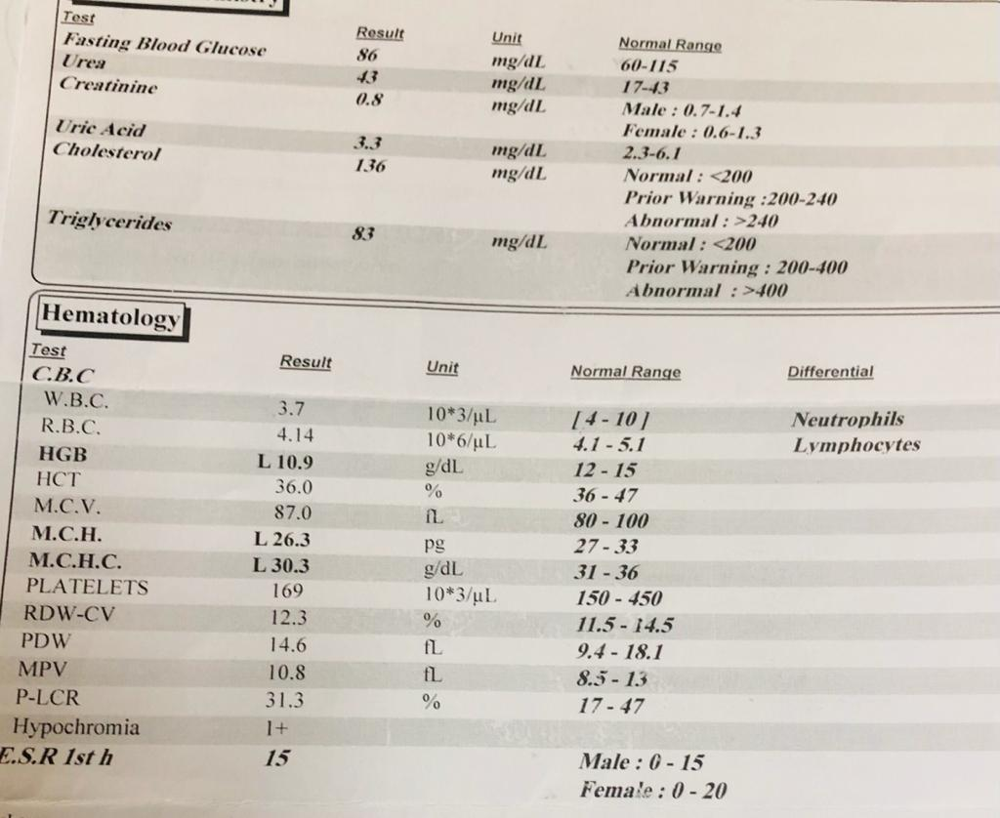 Test Result Unit Normal Range
Fasting Blood Glucose 86 mg/dL 60-115
Urea 43 mg/dL 17-43
Creatinine 0.8 mg/dL Male : 0.7-1.4
Female : 0.6-1.3
Uric Acid 3.3 mg/dL 2.3-6.1
Cholesterol 136 mg/dL Normal : <200
Prior Warning :200-240
Abnormal : >240
Triglycerides 83 mg/dL Normal : <200
Prior Warning : 200-400
Abnormal : >400
Hematology
Test Result Unit Normal Range Differential
C.B.C
W.B.C. 3.7 10*3/µL [ 4 - 10 ] Neutrophils
R.B.C. 4.14 10*6/µL 4.1 - 5.1 Lymphocytes
HGB L 10.9 g/dL 12 - 15
HCT 36.0 % 36 - 47
M.C.V. 87.0 fL 80 - 100
M.C.H. L 26.3 pg 27 - 33
M.C.H.C. L 30.3 g/dL 31 - 36
PLATELETS 169 10*3/µL 150 - 450
RDW-CV 12.3 % 11.5 - 14.5
PDW 14.6 fL 9.4 - 18.1
MPV 10.8 fL 8.5 - 13
P-LCR 31.3 % 17 - 47
Hypochromia 1+
E.S.R 1st h 15 Male : 0 - 15
Female : 0 - 20